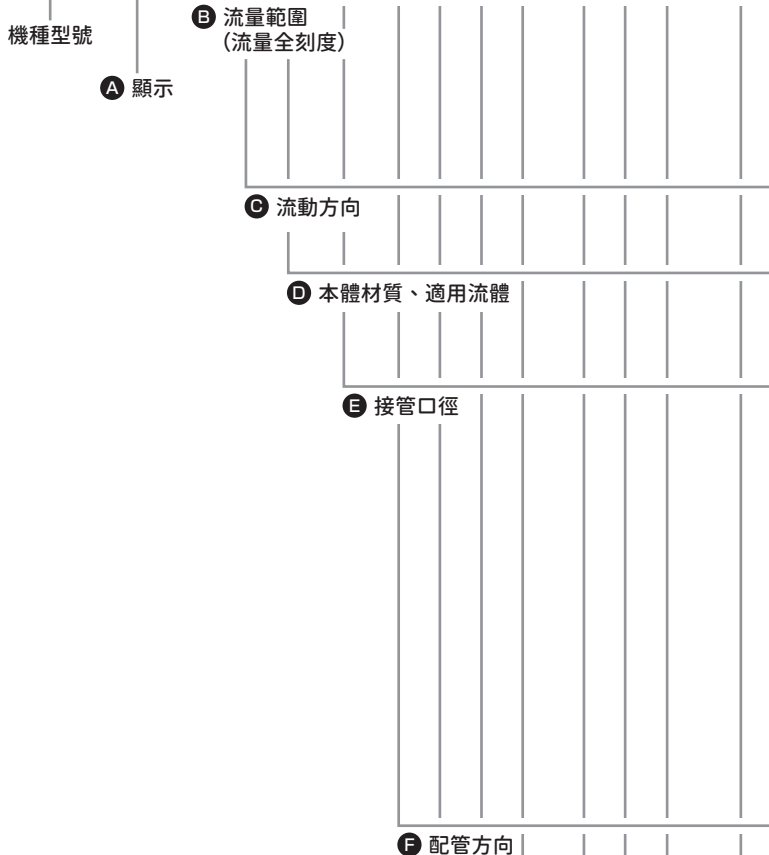 機種型號
A 顯示
B 流量範圍
(流量全刻度)
C 流動方向
D 本體材質、適用流體
E 接管口徑
F 配管方向